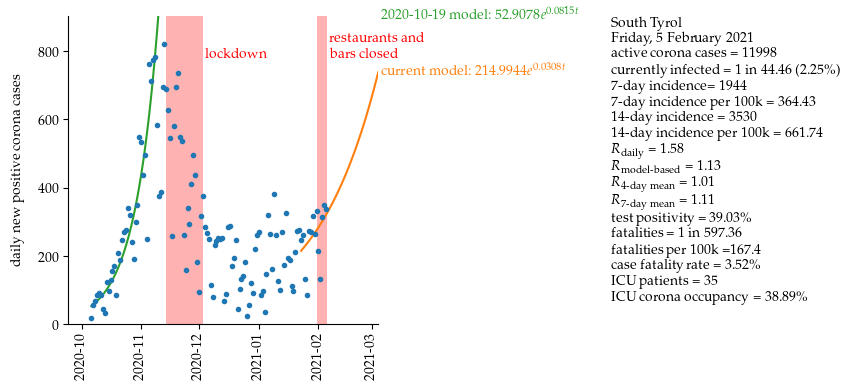 2020-10-19 model: 52.9078e^{0.0815t}
restaurants and
bars closed
lockdown
current model: 214.9944e^{0.0308t}
daily new positive corona cases
800
600
400
200
0
2020-10
2020-11
2020-12
2021-01
2021-02
2021-03
South Tyrol
Friday, 5 February 2021
active corona cases = 11998
currently infected = 1 in 44.46 (2.25%)
7-day incidence= 1944
7-day incidence per 100k = 364.43
14-day incidence= 3530
14-day incidence per 100k = 661.74
R_daily = 1.58
R_model-based = 1.13
R_4-day mean = 1.01
R_7-day mean = 1.11
test positivity = 39.03%
fatalities = 1 in 597.36
fatalities per 100k =167.4
case fatality rate = 3.52%
ICU patients = 35
ICU corona occupancy = 38.89%